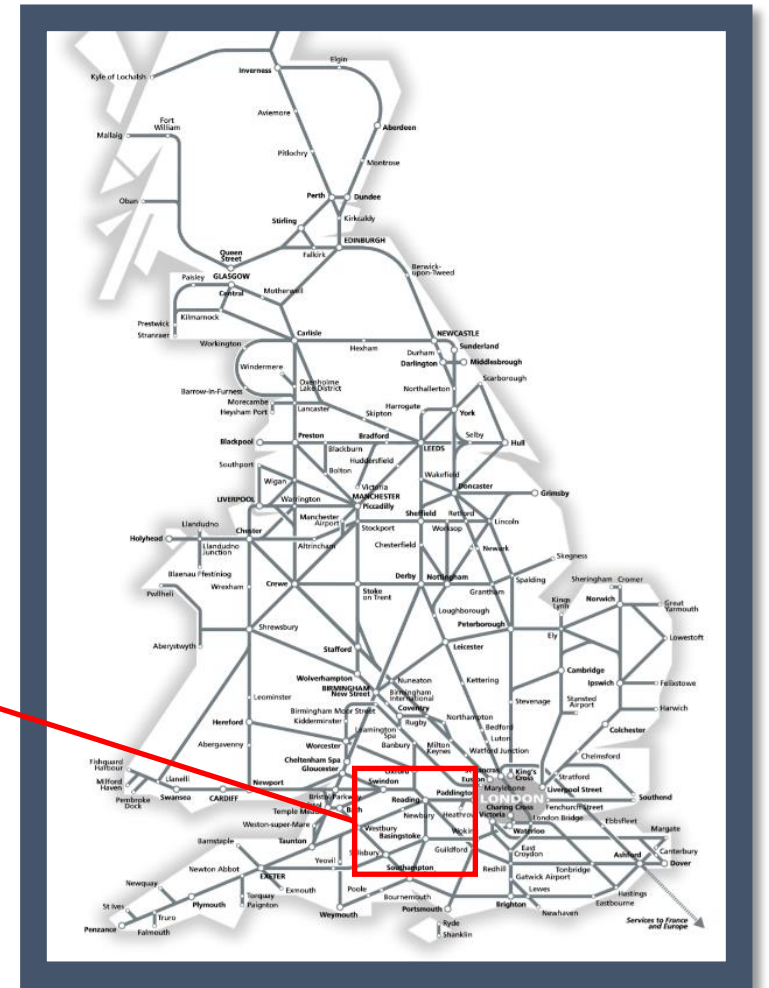 Elgin
Inverness
Kyle of Lochalsh
Aviemore
Fort
William
Aberdeen
Mallaig
Pitlochry
Montrose
Perth
Dundee
Oban
Kirkcaldy
Stirling
EDINBURGH
Queen
Street
Falkirk
Berwick-
upon-Tweed
Paisley
GLASGOW
Central
Motherwell
Kilmarnock
Prestwick
Stranraer
Carlisle
NEWCASTLE
Workington
Hexham
Sunderland
Durham
Darlington
Middlesbrough
Windermere
Oxenholme
Lake District
Scarborough
Barrow-in-Furness
Northallerton
Morecambe
Heysham Port
Lancaster
Harrogate
York
Skipton
Preston
Bradford
Selby
Blackpool
Blackburn
LEEDS
Hull
Huddersfield
Southport
Bolton
Wakefield
Wigan
Victoria
Doncaster
Grimsby
LIVERPOOL
Warrington
MANCHESTER
Piccadilly
Manchester
Airport
Sheffield
Retford
Lincoln
Llandudno
Chester
Stockport
Worksop
Holyhead
Llandudno
Junction
Altrincham
Chesterfield
Newark
Skegness
Blaenau Ffestiniog
Crewe
Derby
Nottingham
Spalding
Sheringham
Cromer
Wrexham
Stoke
on Trent
Grantham
Pwllheli
Kings
Lynn
Norwich
Great
Yarmouth
Loughborough
Shrewsbury
Peterborough
Ely
Lowestoft
Aberystwyth
Stafford
Leicester
Wolverhampton
Cambridge
BIRMINGHAM
New Street
Nuneaton
Kettering
Ipswich
Felixstowe
Birmingham
International
Leominster
Stevenage
Stansted
Airport
Harwich
Birmingham Moor Street
Coventry
Kidderminster
Rugby
Northampton
Hereford
Colchester
Leamington
Spa
Bedford
Abergavenny
Worcester
Banbury
Milton
Keynes
Luton
Watford Junction
Chelmsford
Cheltenham Spa
Gloucester
Fishguard
Harbour
Oxford
King's
Cross
Milford
Haven
Llanelli
Newport
Swindon
Euston
Stratford
Pembroke
Dock
Swansea
CARDIFF
Bristol Parkway
Paddington
Marylebone
Liverpool Street
Reading
LONDON
Southend
Temple Meads
Bath
Newbury
Heathrow
Charing Cross
Fenchurch Street
Weston-super-Mare
Victoria
London Bridge
Ebbsfleet
Westbury
Waterloo
Margate
Barnstaple
Taunton
Basingstoke
East
Croydon
Canterbury
Yeovil
Salisbury
Guildford
Ashford
Dover
Newton Abbot
EXETER
Southampton
Redhill
Tonbridge
Gatwick Airport
Newquay
Exmouth
Poole
Lewes
Hastings
St Ives
Plymouth
Torquay
Paignton
Bournemouth
Eastbourne
Truro
Weymouth
Portsmouth
Brighton
Newhaven
Penzance
Falmouth
Ryde
Shanklin
Services to France
and Europe